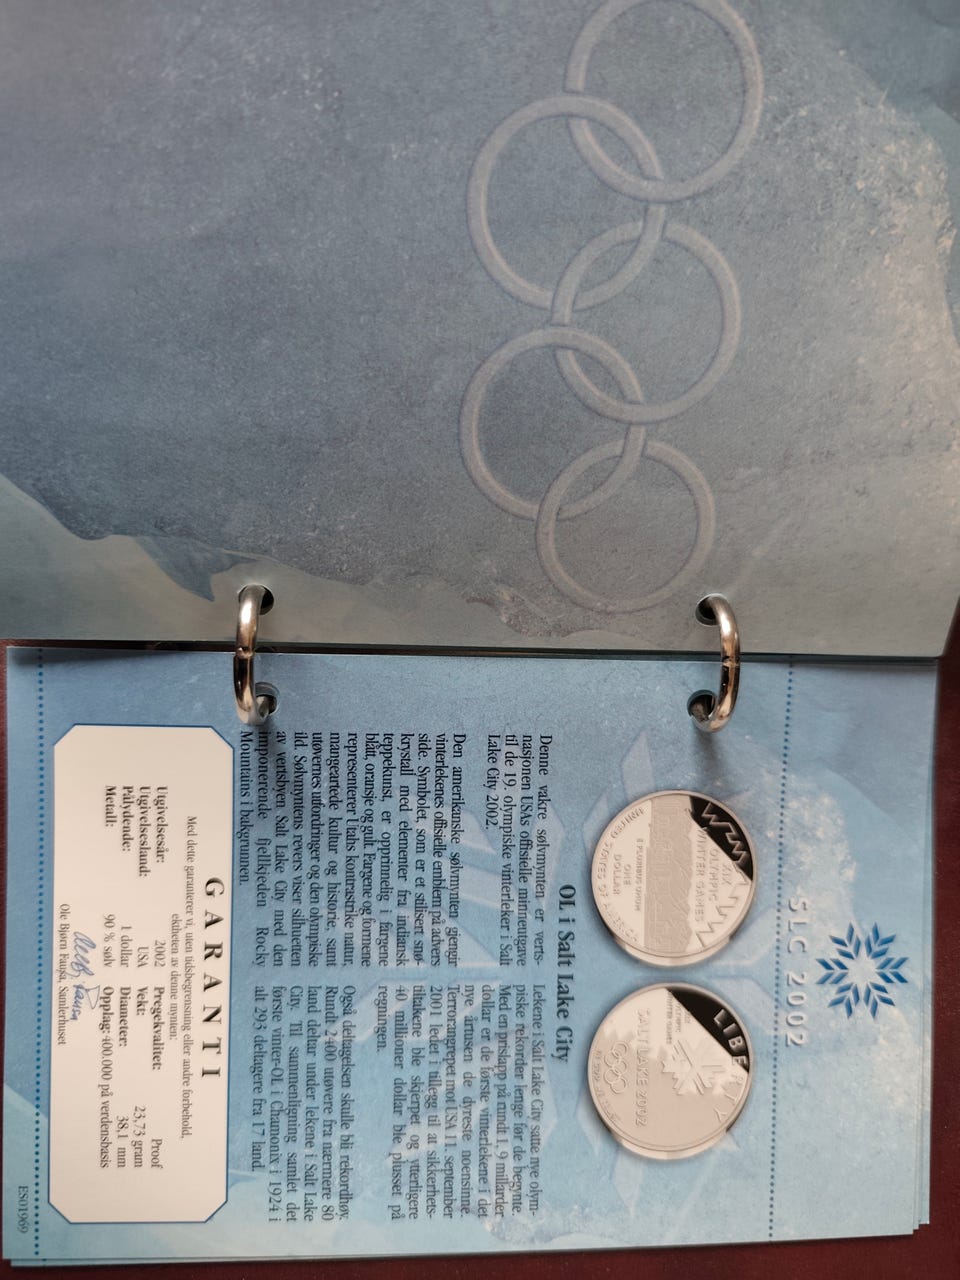 SLC 2002
XIX
OLYMPIC
WINTER GAMES
E PLURIBUS UNUM
ONE
DOLLAR
LIBERTY
SALT LAKE 2002
OL i Salt Lake City
Denne vakre sølvmynten er verts-
nasjonen USAs offisielle minneutgave
til de 19. olympiske vinterleker i Salt
Lake City 2002.
Den amerikanske sølvmynten gjengir
vinterlekenes offisielle emblem på advers
side. Symbolet, som er et stilisert snø-
krystall med elementer fra indiansk
teppekunst, er opprinnelig i fargene
blått, oransje og gult. Fargene og formene
representerer Utahs kontrastrike natur,
mangeartede kultur og historie, samt
utøvernes utfordringer og den olympiske
ild. Sølvmyntens revers viser silhuetten
av vertsbyen Salt Lake City med den
imponerende fjellkjeden Rocky
Mountains i bakgrunnen.
Lekene i Salt Lake City satte nye olym-
piske rekorder lenge før de begynte.
Med en prislapp på rundt 1,9 milliarder
dollar er de første vinterlekene i det
nye årtusen de dyreste noensinne.
Terrorangrepet mot USA 11. september
2001 ledet i tillegg til at sikkerhets-
tiltakene ble skjerpet og ytterligere
40 millioner dollar ble plusset på
regningen.
Også deltagelsen skulle bli rekordhøy.
Rundt 2400 utøvere fra nærmere 80
land deltar under lekene i Salt Lake
City. Til sammenligning samlet det
første vinter-OL i Chamonix i 1924 i
alt 293 deltagere fra 17 land.
GARANTI
Med dette garanterer vi, uten tidsbegrensning eller andre forbehold,
ektheten av denne mynten:
Utgivelsesår: 2002 Pregekvalitet: Proof
Utgivelsesland: USA Vekt: 23,73 gram
Pålydende: 1 dollar Diameter: 38,1 mm
Metall: 90 % sølv Opplag: 400.000 på verdensbasis
Ole Bjørn Fausa, Samlerhuset
ES01969